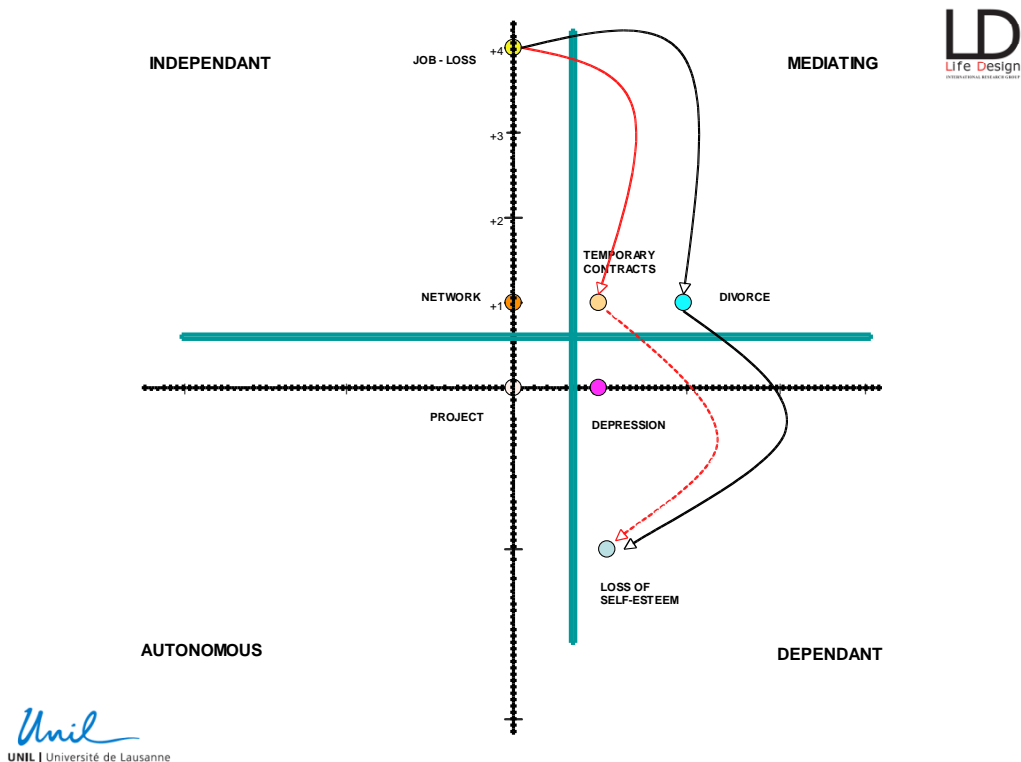 LD
Life Design
INTERNATIONAL RESEARCH GROUP
INDEPENDANT
MEDIATING
JOB - LOSS
+4
+3
+2
TEMPORARY
CONTRACTS
NETWORK
+1
DIVORCE
PROJECT
DEPRESSION
LOSS OF
SELF-ESTEEM
AUTONOMOUS
DEPENDANT
Unil
UNIL | Université de Lausanne